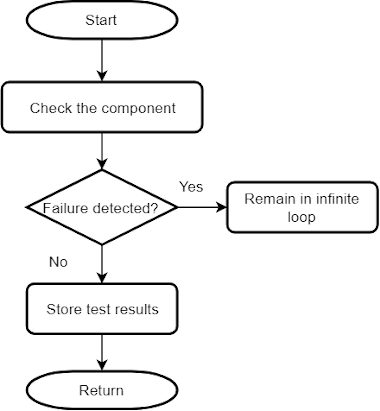 Start
Check the component
Failure detected?
Yes
Remain in infinite
loop
No
Store test results
Return